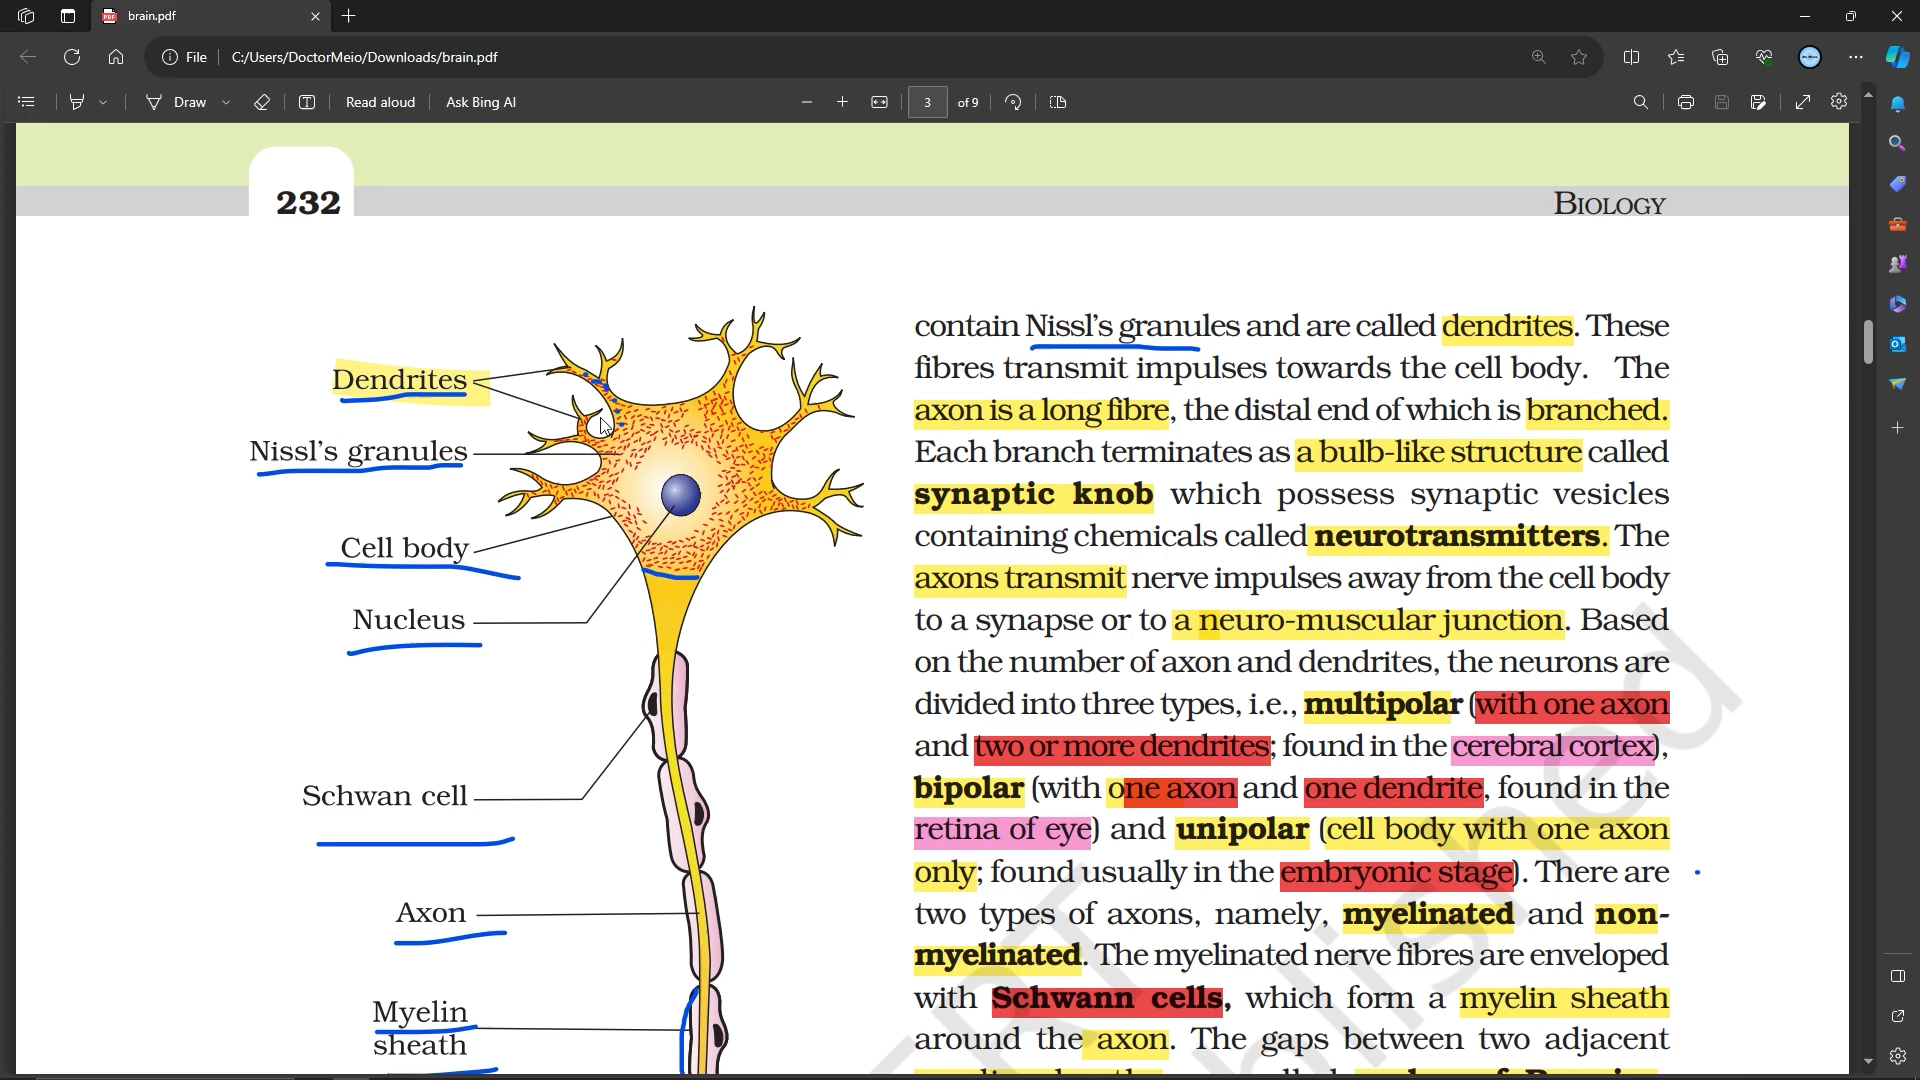 brain.pdf
File
C:/Users/DoctorMeio/Downloads/brain.pdf
Draw
Read aloud
Ask Bing AI
3
of 9
232
BIOLOGY
Dendrites
Nissl's granules
Cell body
Nucleus
Schwan cell
Axon
Myelin
sheath
contain Nissl's granules and are called dendrites. These
fibres transmit impulses towards the cell body. The
axon is a long fibre, the distal end of which is branched.
Each branch terminates as a bulb-like structure called
synaptic knob which possess synaptic vesicles
containing chemicals called neurotransmitters. The
axons transmit nerve impulses away from the cell body
to a synapse or to a neuro-muscular junction. Based
on the number of axon and dendrites, the neurons are
divided into three types, i.e., multipolar (with one axon
and two or more dendrites; found in the cerebral cortex),
bipolar (with one axon and one dendrite, found in the
retina of eye) and unipolar (cell body with one axon
only; found usually in the embryonic stage). There are
two types of axons, namely, myelinated and non-
myelinated. The myelinated nerve fibres are enveloped
with Schwann cells, which form a myelin sheath
around the axon. The gaps between two adjacent